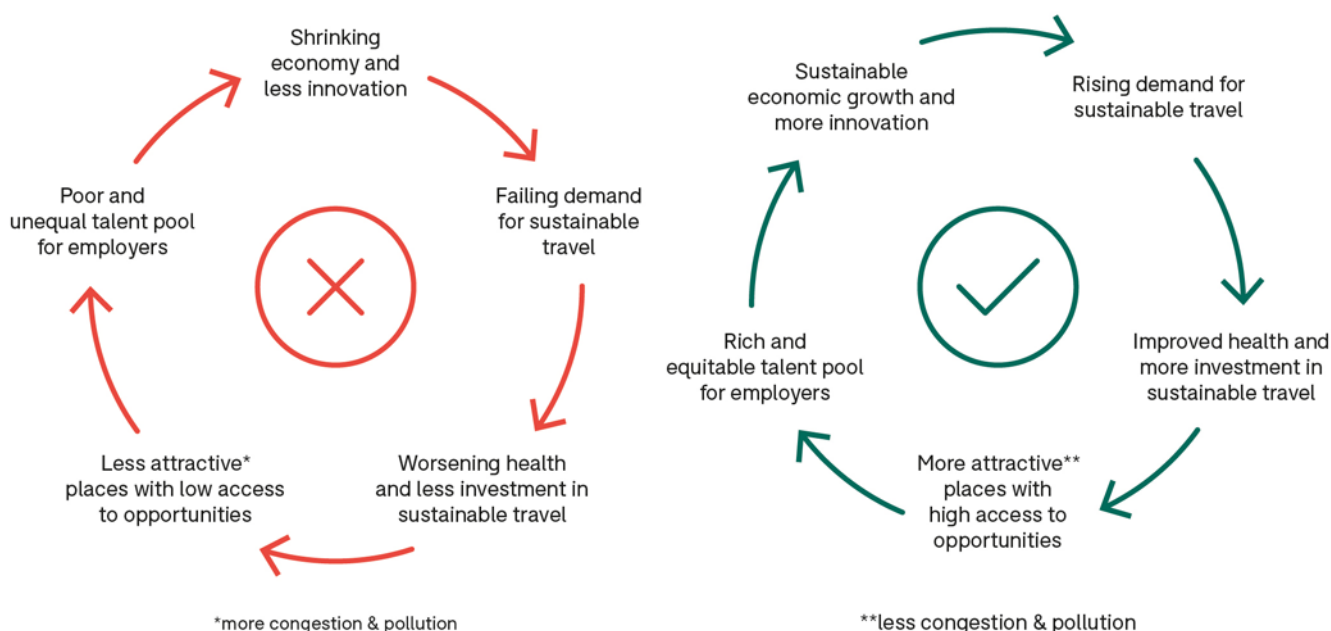 Shrinking
economy and
less innovation
Failing demand
for sustainable
travel
Worsening health
and less investment in
sustainable travel
Less attractive*
places with low access
to opportunities
Poor and
unequal talent pool
for employers
*more congestion & pollution
Sustainable
economic growth and
more innovation
Rising demand for
sustainable travel
Improved health and
more investment in
sustainable travel
More attractive**
places with
high access to
opportunities
Rich and
equitable talent pool
for employers
**less congestion & pollution